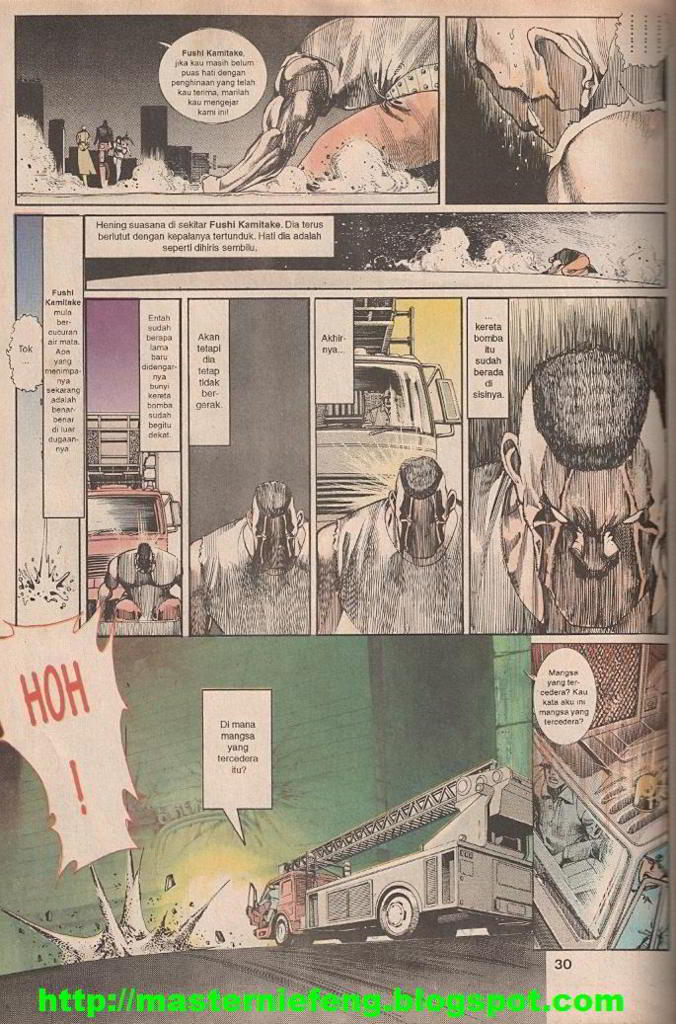 Fushi Kamitake,
jika kau masih belum
puas hati dengan
penghinaan yang telah
kau terima, marilah
kau mengejar
kami!
Hening suasana di sekitar Fushi Kamitake. Dia terus
berlutut dengan kepalanya tertunduk. Hati dia adalah
seperti dihiris sembilu.
Tok
...
Fushi
Kamitake
mula
ber-
cucuran
air mata.
Apa
yang
menimpa-
nya
sekarang
adalah
benar-
benar
di luar
dugaan-
nya
Entah
sudah
berapa
lama
baru
didengar-
nya bunyi
kereta
bomba
sudah
begitu
dekat.
Akan
tetapi
dia
tetap
tidak
ber-
gerak.
Akhir-
nya...
...
kereta
bomba
itu
sudah
berada
di
sisinya.
HOH
!
Di mana
mangsa
yang
tercedera
itu?
Mangsa
yang ter-
cedera? Kau
kata aku ini
mangsa yang
tercedera?
30
http://masterniefeng.blogspot.com